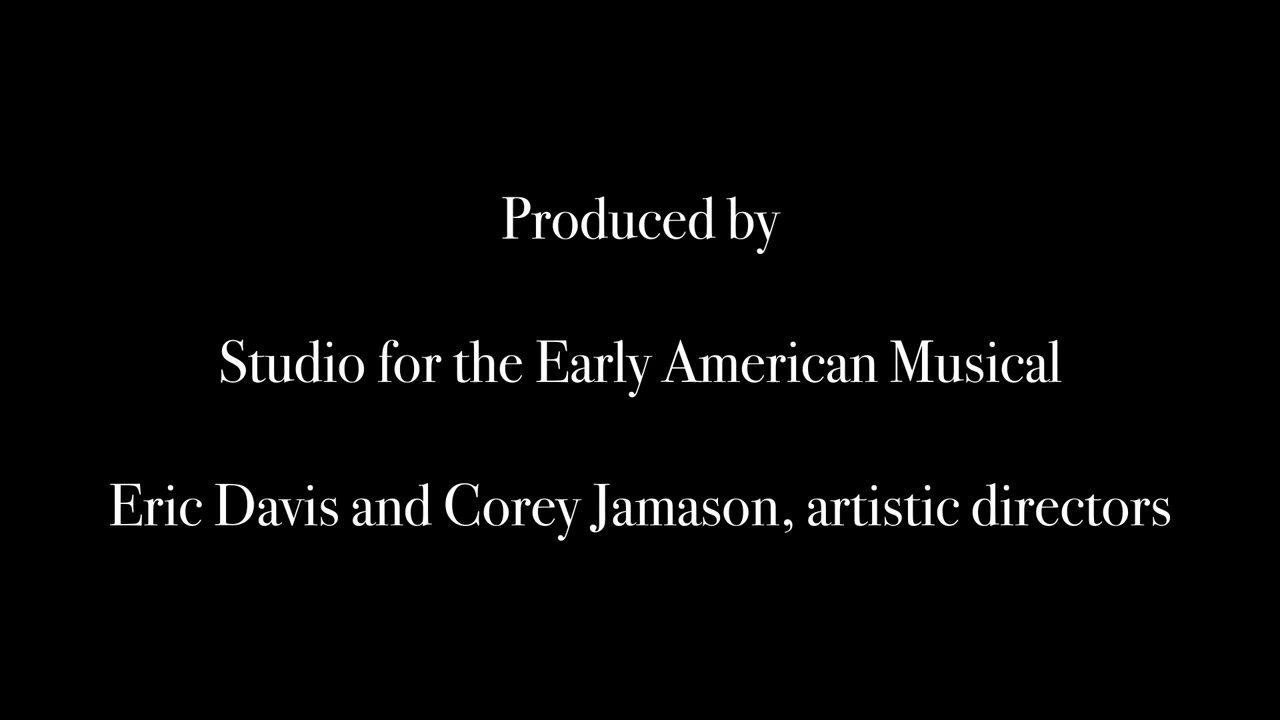 Produced by
Studio for the Early American Musical
Eric Davis and Corey Jamason, artistic directors